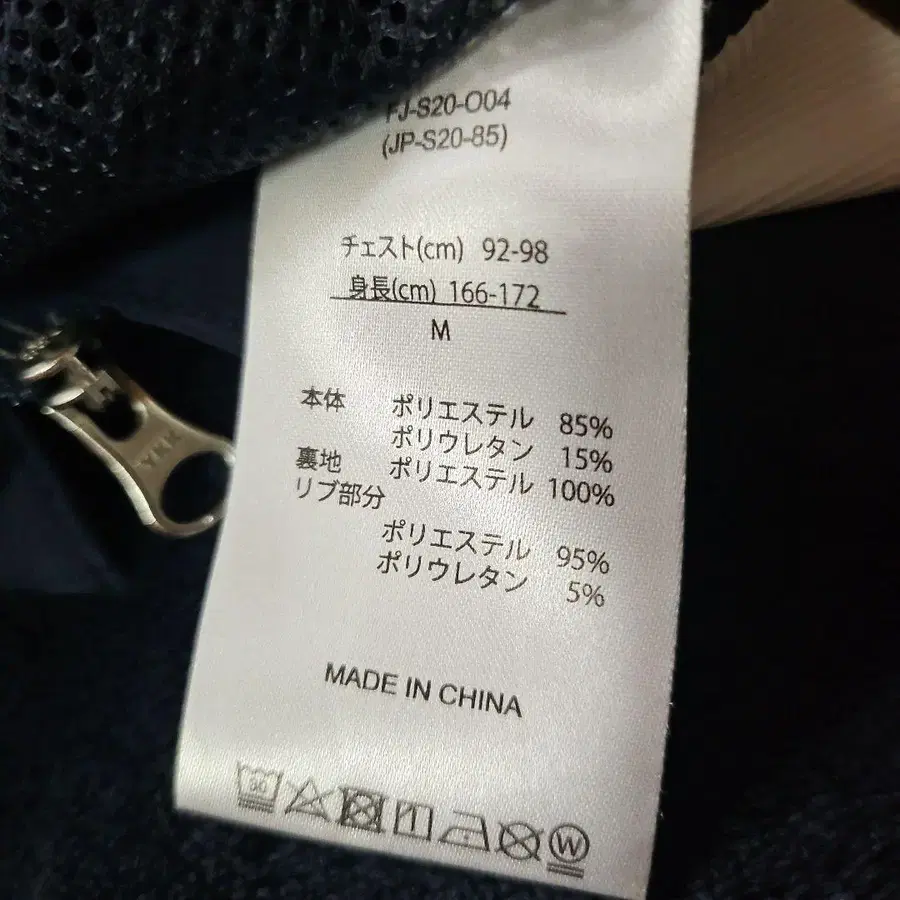 FJ-S20-O04
(JP-S20-85)
チェスト(cm) 92-98
身長(cm) 166-172
M
本体 ポリエステル 85%
ポリウレタン 15%
裏地 ポリエステル 100%
リブ部分
ポリエステル 95%
ポリウレタン 5%
MADE IN CHINA
30
W
YKK